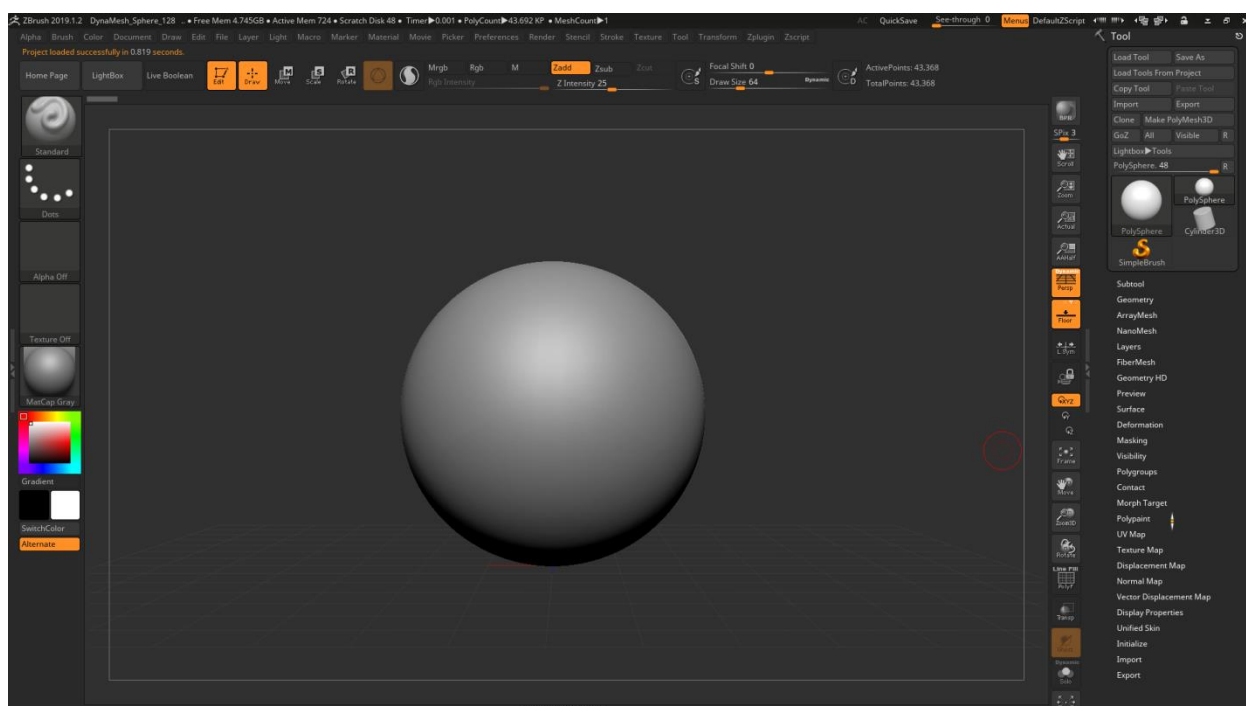 ZBrush 2019.1.2 DynaMesh_Sphere_128 .. • Free Mem 4.745GB • Active Mem 724 • Scratch Disk 48 • Timer▶0.001 • PolyCount▶43.692 KP • MeshCount▶1 AC QuickSave See-through 0 Menus DefaultZScript
Alpha Brush Color Document Draw Edit File Layer Light Macro Marker Material Movie Picker Preferences Render Stencil Stroke Texture Tool Transform Zplugin Zscript
Project loaded successfully in 0.819 seconds.
Home Page LightBox Live Boolean Edit Draw Move Scale Rotate
Mrgb Rgb M Zadd Zsub Zcut
Rgb Intensity Z Intensity 25
Focal Shift 0
Draw Size 64 Dynamic
ActivePoints: 43,368
TotalPoints: 43,368
Standard
Dots
Alpha Off
Texture Off
MatCap Gray
Gradient
SwitchColor
Alternate
BPR
SPix 3
Scroll
Zoom
Actual
AAHalf
Dynamic
Persp
Floor
L.Sym
XYZ
Frame
Move
Zoom3D
Rotate
Line Fill
PolyF
Transp
Dynamic
Solo
Tool
Load Tool Save As
Load Tools From Project
Copy Tool Paste Tool
Import Export
Clone Make PolyMesh3D
GoZ All Visible R
Lightbox▶Tools
PolySphere. 48 R
PolySphere
PolySphere Cylinder3D
SimpleBrush
Subtool
Geometry
ArrayMesh
NanoMesh
Layers
FiberMesh
Geometry HD
Preview
Surface
Deformation
Masking
Visibility
Polygroups
Contact
Morph Target
Polypaint
UV Map
Texture Map
Displacement Map
Normal Map
Vector Displacement Map
Display Properties
Unified Skin
Initialize
Import
Export